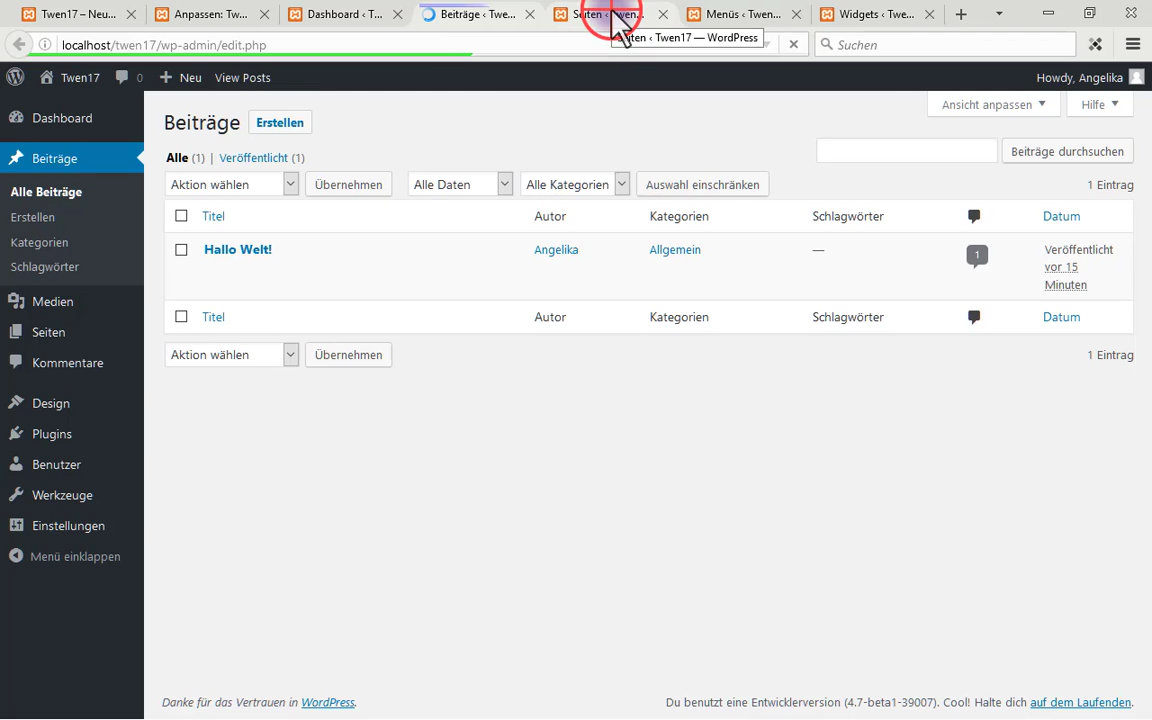 Twen17 – Neu...
Anpassen: Tw...
Dashboard ‹ T...
Beiträge ‹ Twe...
Seiten ‹ Twen...
Menüs ‹ Twen...
Widgets ‹ Twe...
localhost/twen17/wp-admin/edit.php
Suchen
Seiten ‹ Twen17 — WordPress
Twen17
0
Neu
View Posts
Howdy, Angelika
Dashboard
Beiträge
Alle Beiträge
Erstellen
Kategorien
Schlagwörter
Medien
Seiten
Kommentare
Design
Plugins
Benutzer
Werkzeuge
Einstellungen
Menü einklappen
Ansicht anpassen
Hilfe
Beiträge Erstellen
Alle (1) | Veröffentlicht (1)
Beiträge durchsuchen
Aktion wählen Übernehmen Alle Daten Alle Kategorien Auswahl einschränken 1 Eintrag
Titel Autor Kategorien Schlagwörter Datum
Hallo Welt! Angelika Allgemein — 1 Veröffentlicht
vor 15
Minuten
Titel Autor Kategorien Schlagwörter Datum
Aktion wählen Übernehmen 1 Eintrag
Danke für das Vertrauen in WordPress.
Du benutzt eine Entwicklerversion (4.7-beta1-39007). Cool! Halte dich auf dem Laufenden.